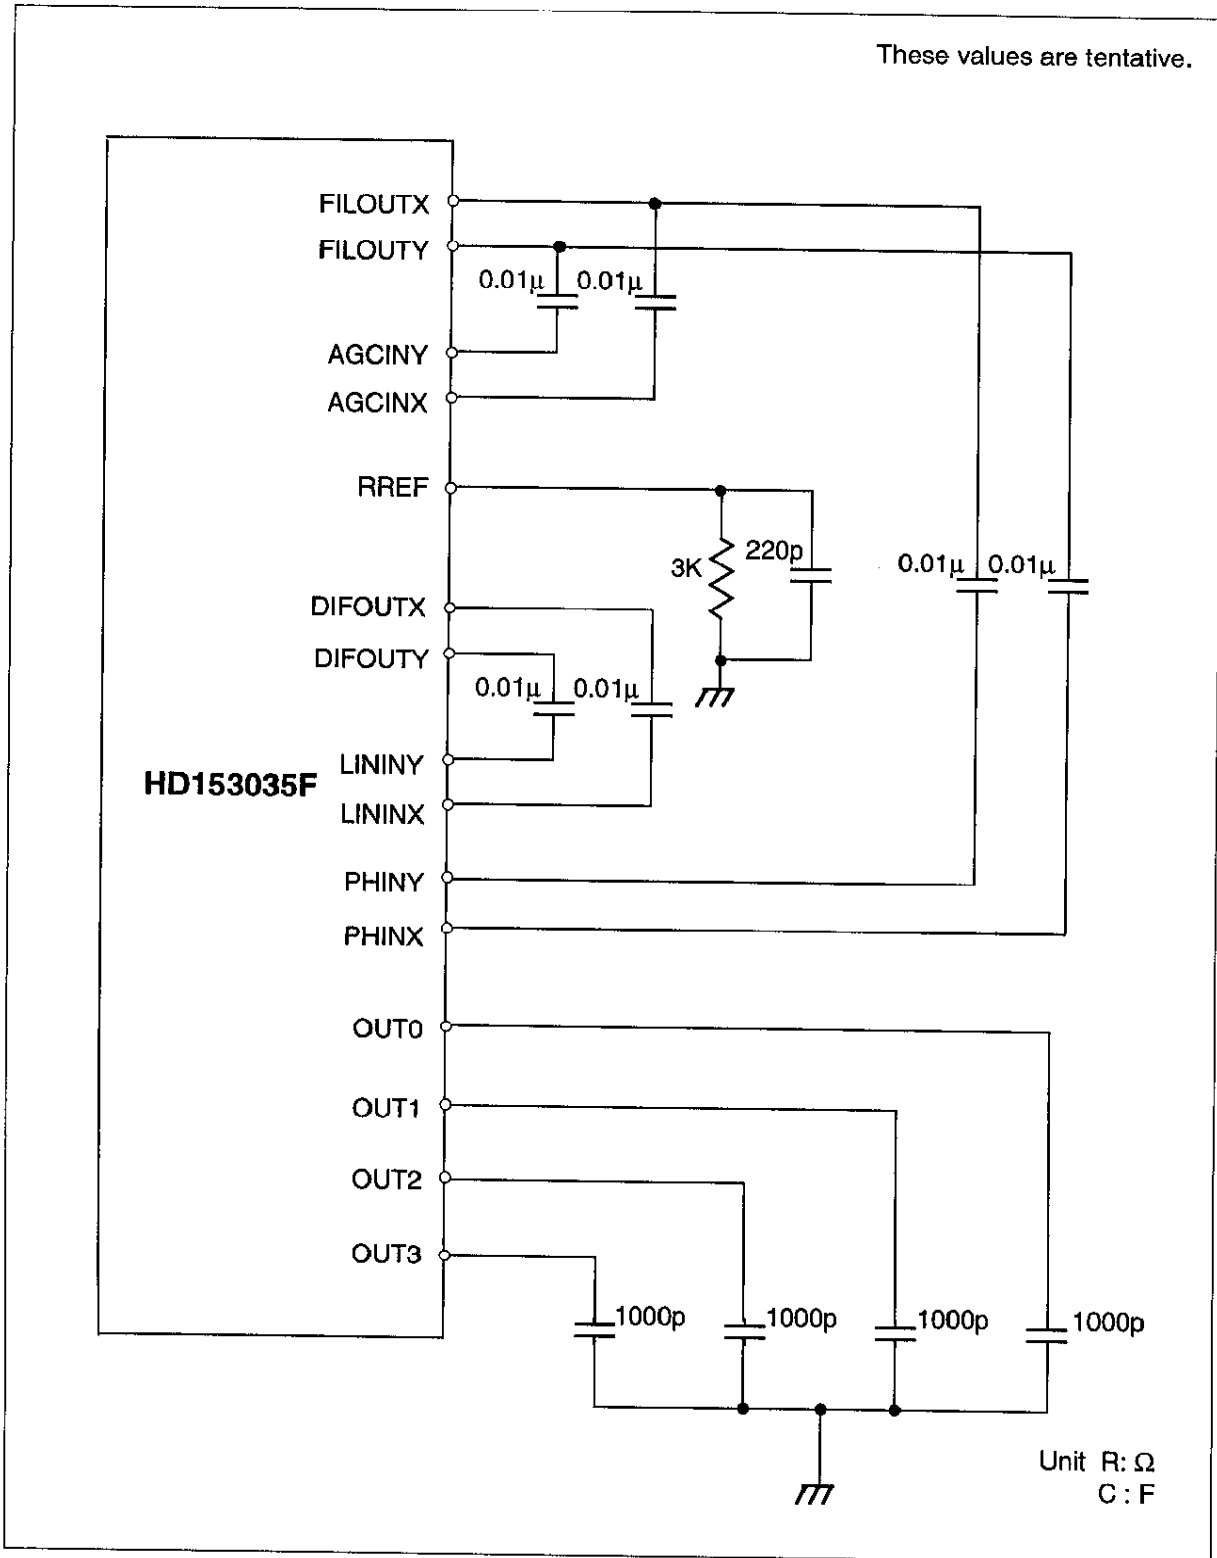 These values are tentative.
FILOUTX
FILOUTY
0.01μ 0.01μ
AGCINY
AGCINX
RREF
3K
220p
0.01μ 0.01μ
DIFOUTX
DIFOUTY
0.01μ 0.01μ
LININY
HD153035F
LININX
PHINY
PHINX
OUT0
OUT1
OUT2
OUT3
1000p 1000p 1000p 1000p
Unit R: Ω
C : F